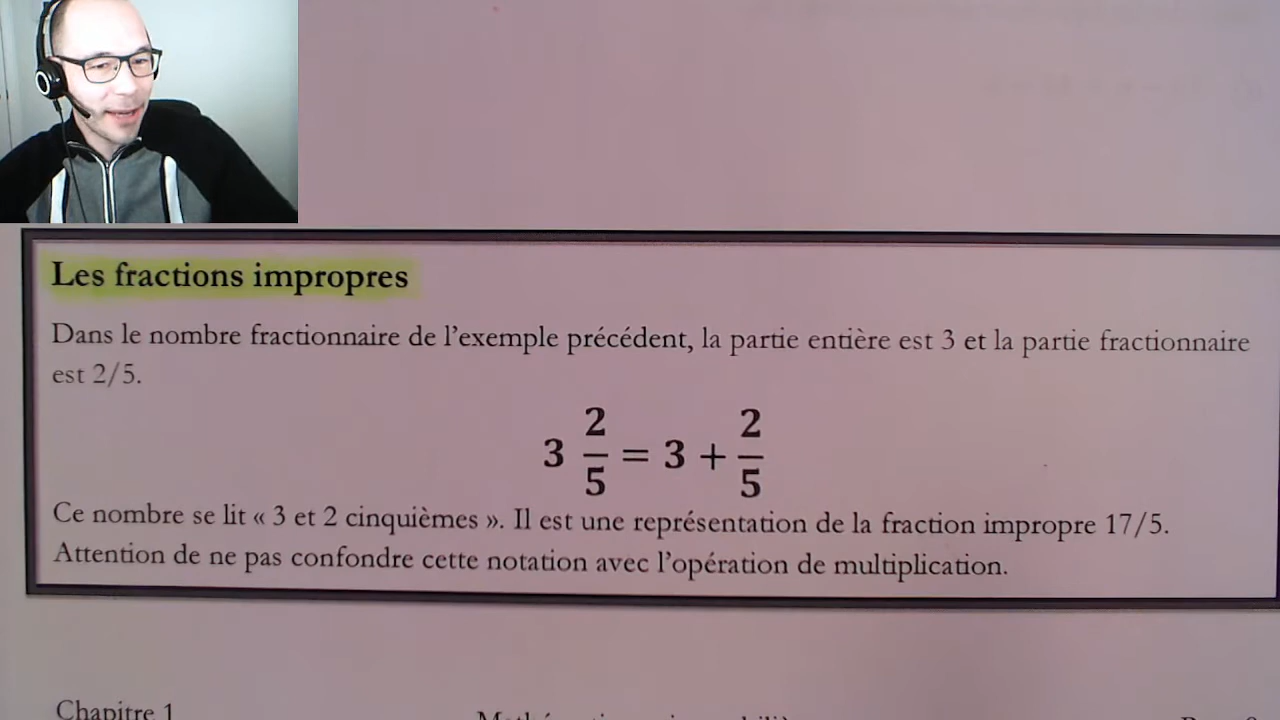 Les fractions impropres
Dans le nombre fractionnaire de l'exemple précédent, la partie entière est 3 et la partie fractionnaire
est 2/5.
3 2/5 = 3 + 2/5
Ce nombre se lit « 3 et 2 cinquièmes ». Il est une représentation de la fraction impropre 17/5.
Attention de ne pas confondre cette notation avec l'opération de multiplication.
Chapitre 1